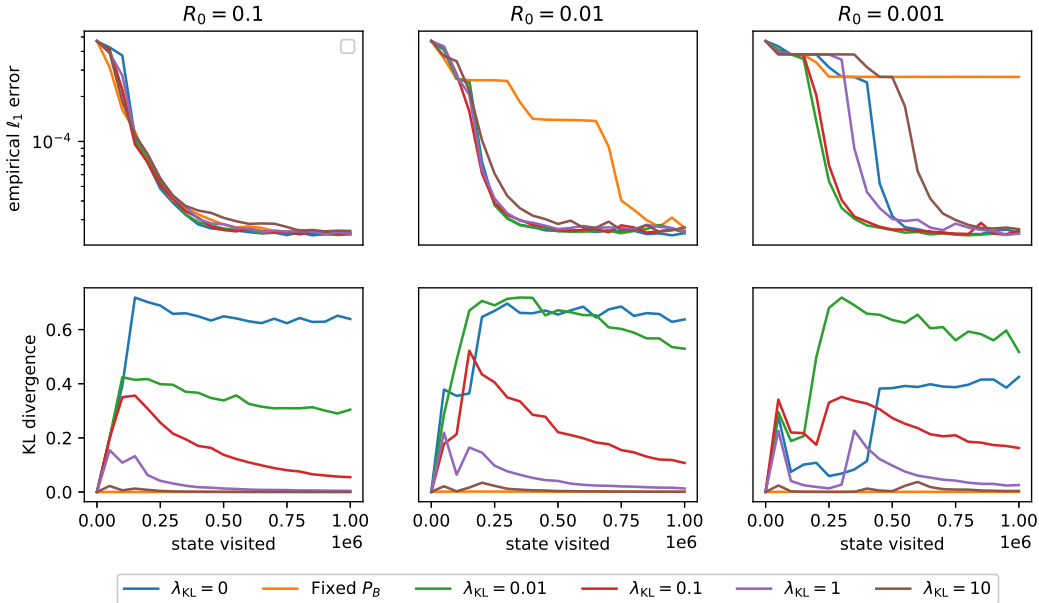 R₀ = 0.1
R₀ = 0.01
R₀ = 0.001
empirical ℓ₁ error
10⁻⁴
KL divergence
0.6
0.4
0.2
0.0
0.00 0.25 0.50 0.75 1.00
state visited 1e6
0.00 0.25 0.50 0.75 1.00
state visited 1e6
0.00 0.25 0.50 0.75 1.00
state visited 1e6
λKL = 0 Fixed P_B λKL = 0.01 λKL = 0.1 λKL = 1 λKL = 10